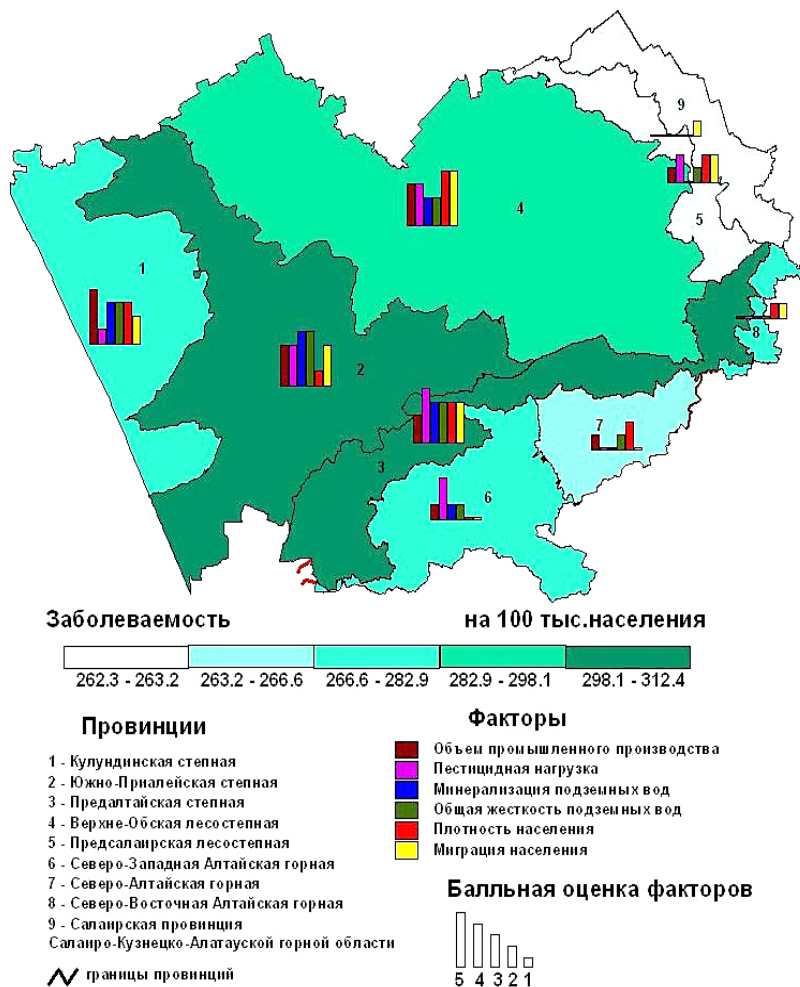 9
5
4
1
8
2
7
3
6
Заболеваемость на 100 тыс.населения
262.3 - 263.2 263.2 - 266.6 266.6 - 282.9 282.9 - 298.1 298.1 - 312.4
Провинции
1 - Кулундинская степная
2 - Южно-Приалейская степная
3 - Предалтайская степная
4 - Верхне-Обская лесостепная
5 - Предсалаирская лесостепная
6 - Северо-Западная Алтайская горная
7 - Северо-Алтайская горная
8 - Северо-Восточная Алтайская горная
9 - Салаирская провинция
Салаиро-Кузнецко-Алатауской горной области
границы провинций
Факторы
Объем промышленного производства
Пестицидная нагрузка
Минерализация подземных вод
Общая жесткость подземных вод
Плотность населения
Миграция населения
Балльная оценка факторов
5 4 3 2 1